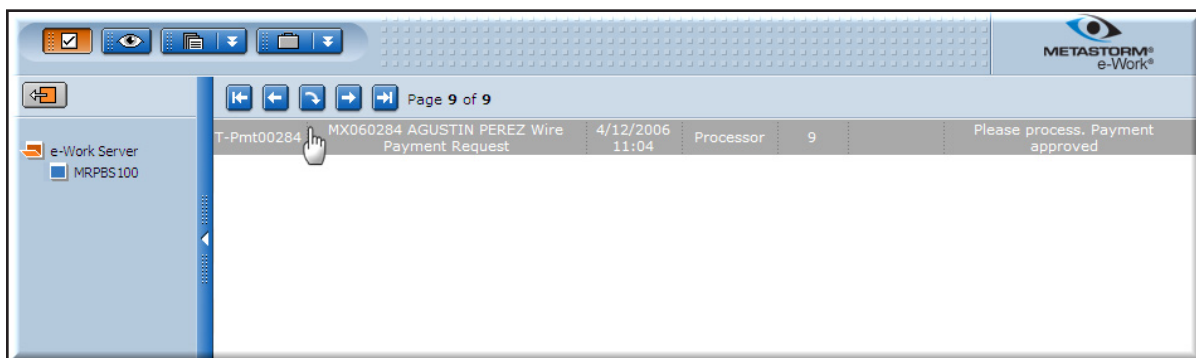 METASTORM®
e-Work®
Page 9 of 9
e-Work Server
MRPBS100
T-Pmt00284
MX060284 AGUSTIN PEREZ Wire
Payment Request
4/12/2006
11:04
Processor
9
Please process. Payment
approved